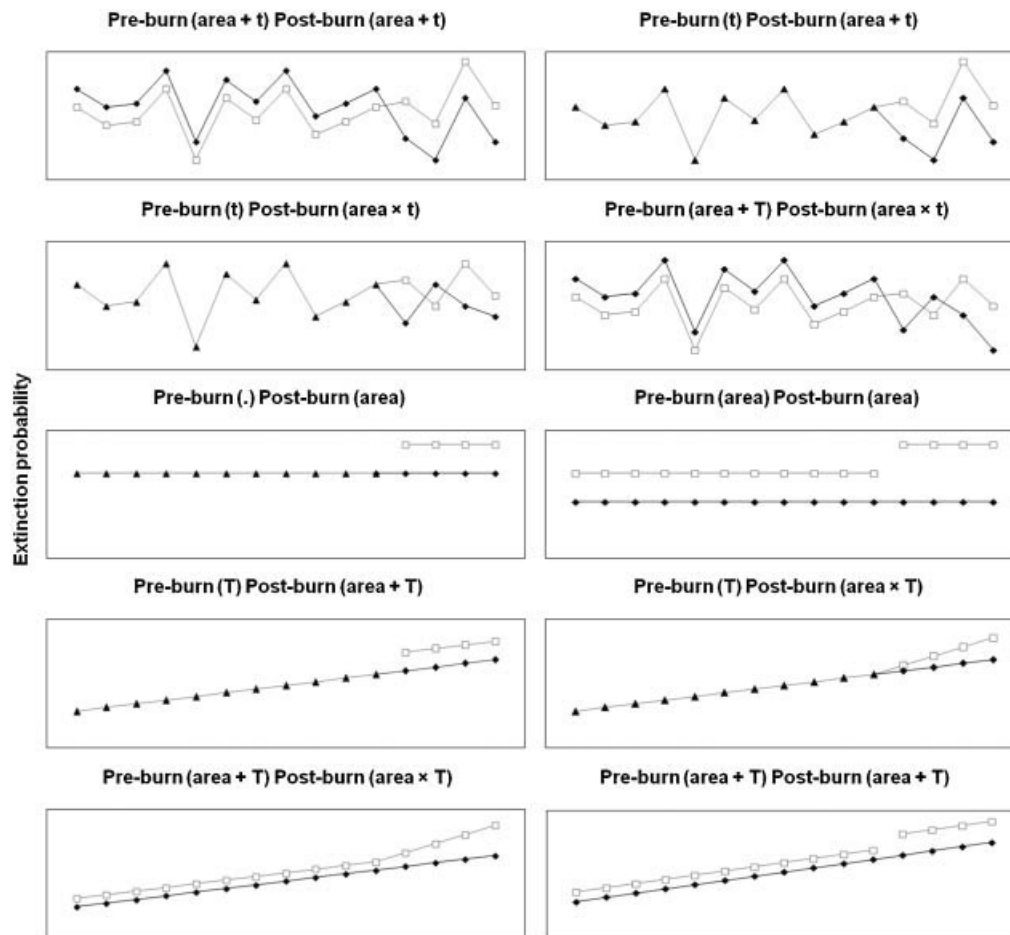 Pre-burn (area + t) Post-burn (area + t)
Pre-burn (t) Post-burn (area + t)
Pre-burn (t) Post-burn (area × t)
Pre-burn (area + T) Post-burn (area × t)
Pre-burn (.) Post-burn (area)
Pre-burn (area) Post-burn (area)
Extinction probability
Pre-burn (T) Post-burn (area + T)
Pre-burn (T) Post-burn (area × T)
Pre-burn (area + T) Post-burn (area × T)
Pre-burn (area + T) Post-burn (area + T)